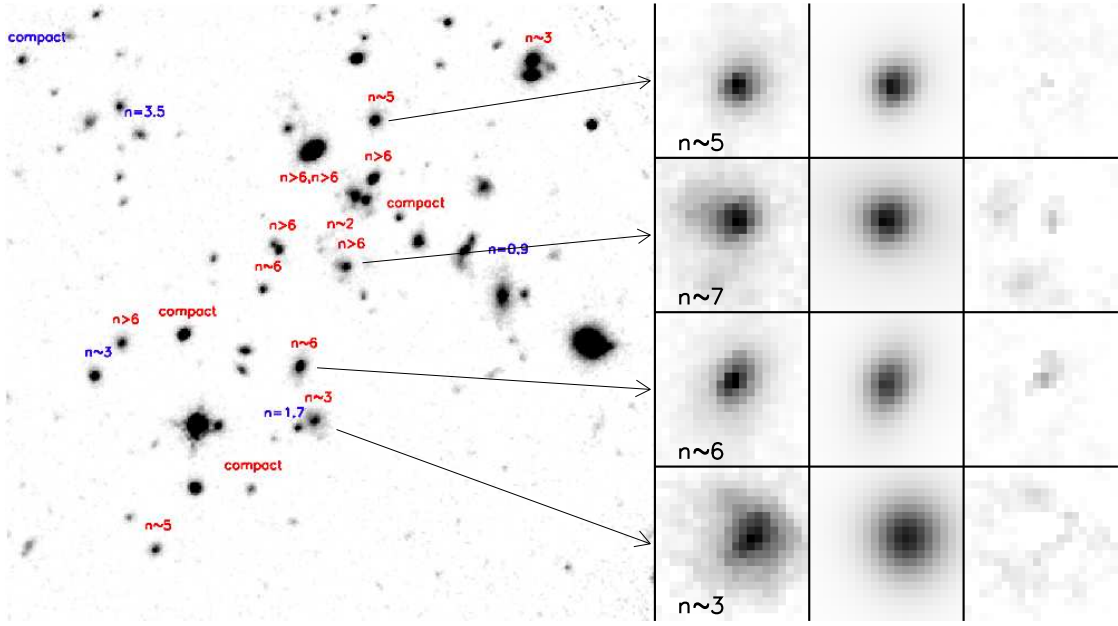 compact
n~3
n=3.5
n~5
n>6
n>6,n>6
compact
n~2
n>6
n>6
n=0.9
n~6
n>6
compact
n~3
n~6
n=1.7
n~3
compact
n~5
n~5
n~7
n~6
n~3